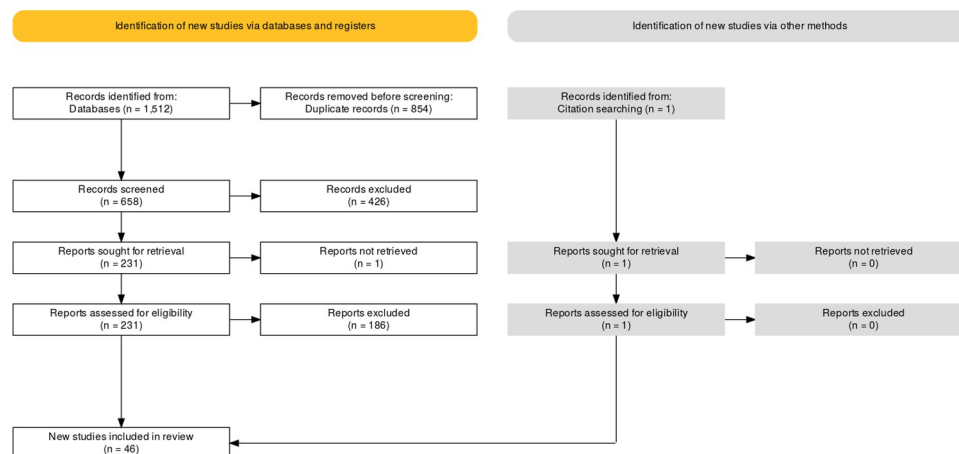 Identification of new studies via databases and registers
Identification of new studies via other methods
Records identified from:
Databases (n = 1,512)
Records removed before screening:
Duplicate records (n = 854)
Records identified from:
Citation searching (n = 1)
Records screened
(n = 658)
Records excluded
(n = 426)
Reports sought for retrieval
(n = 231)
Reports not retrieved
(n = 1)
Reports sought for retrieval
(n = 1)
Reports not retrieved
(n = 0)
Reports assessed for eligibility
(n = 231)
Reports excluded
(n = 186)
Reports assessed for eligibility
(n = 1)
Reports excluded
(n = 0)
New studies included in review
(n = 46)